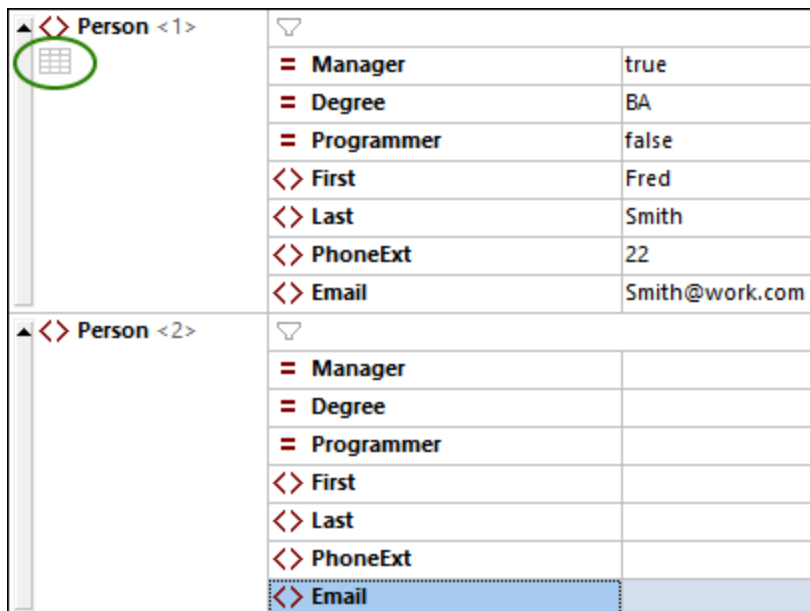 Person <1>
Manager true
Degree BA
Programmer false
First Fred
Last Smith
PhoneExt 22
Email Smith@work.com
Person <2>
Manager
Degree
Programmer
First
Last
PhoneExt
Email